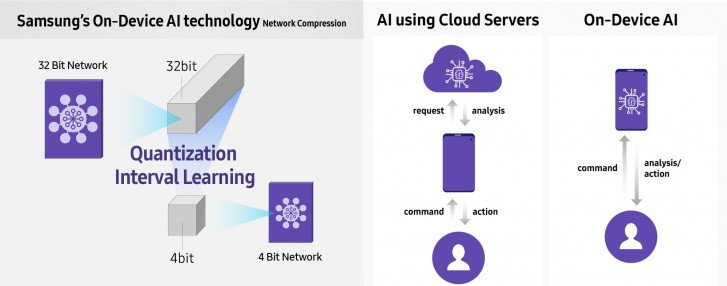 Samsung's On-Device AI technology Network Compression
32 Bit Network
32bit
Quantization
Interval Learning
4bit
4 Bit Network
AI using Cloud Servers
request
analysis
command
action
On-Device AI
command
analysis/
action